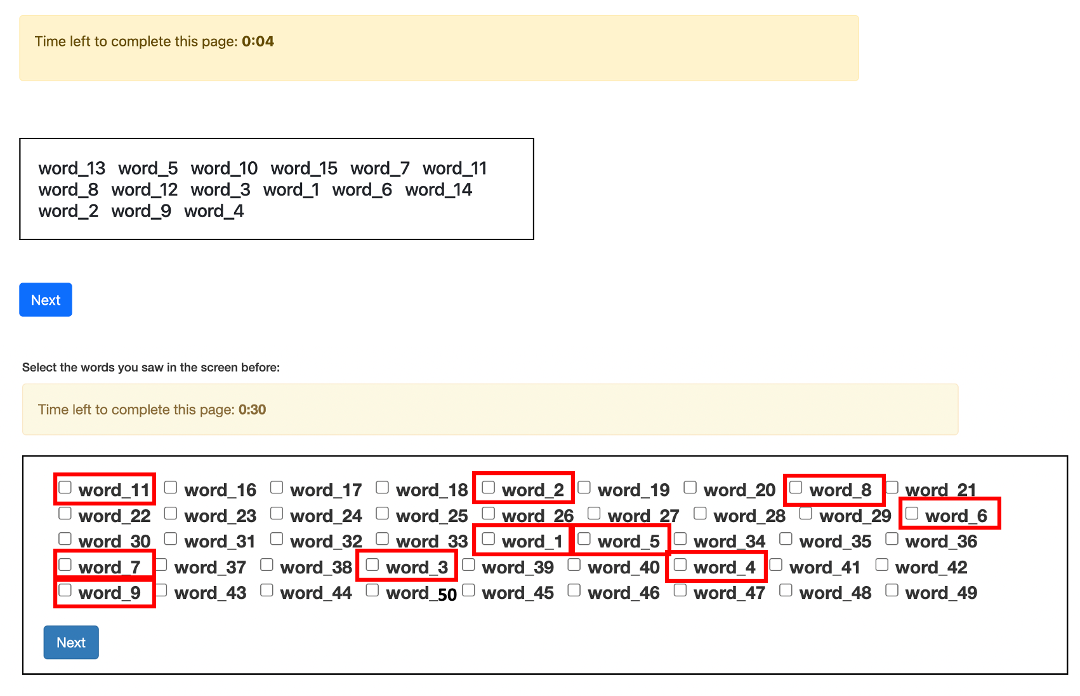 Time left to complete this page: 0:04
word_13 word_5 word_10 word_15 word_7 word_11
word_8 word_12 word_3 word_1 word_6 word_14
word_2 word_9 word_4
Next
Select the words you saw in the screen before:
Time left to complete this page: 0:30
word_11 word_16 word_17 word_18 word_2 word_19 word_20 word_8 word_21
word_22 word_23 word_24 word_25 word_26 word_27 word_28 word_29 word_6
word_30 word_31 word_32 word_33 word_1 word_5 word_34 word_35 word_36
word_7 word_37 word_38 word_3 word_39 word_40 word_4 word_41 word_42
word_9 word_43 word_44 word_50 word_45 word_46 word_47 word_48 word_49
Next